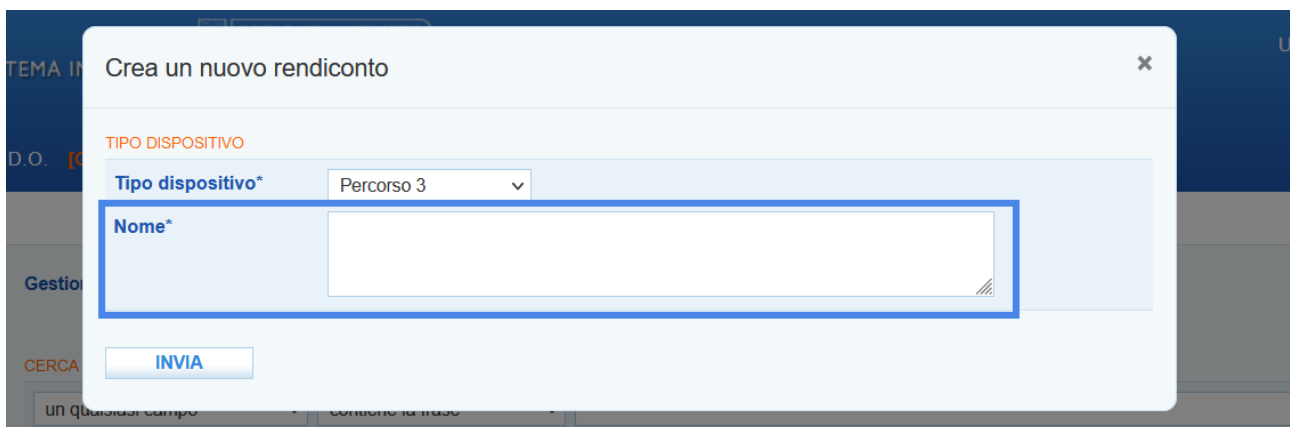 TEMA IN
U
Crea un nuovo rendiconto
×
D.O.
TIPO DISPOSITIVO
Tipo dispositivo*
Percorso 3
Nome*
Gestio
CERCA
INVIA
un qualsiasi campo
contiene la frase